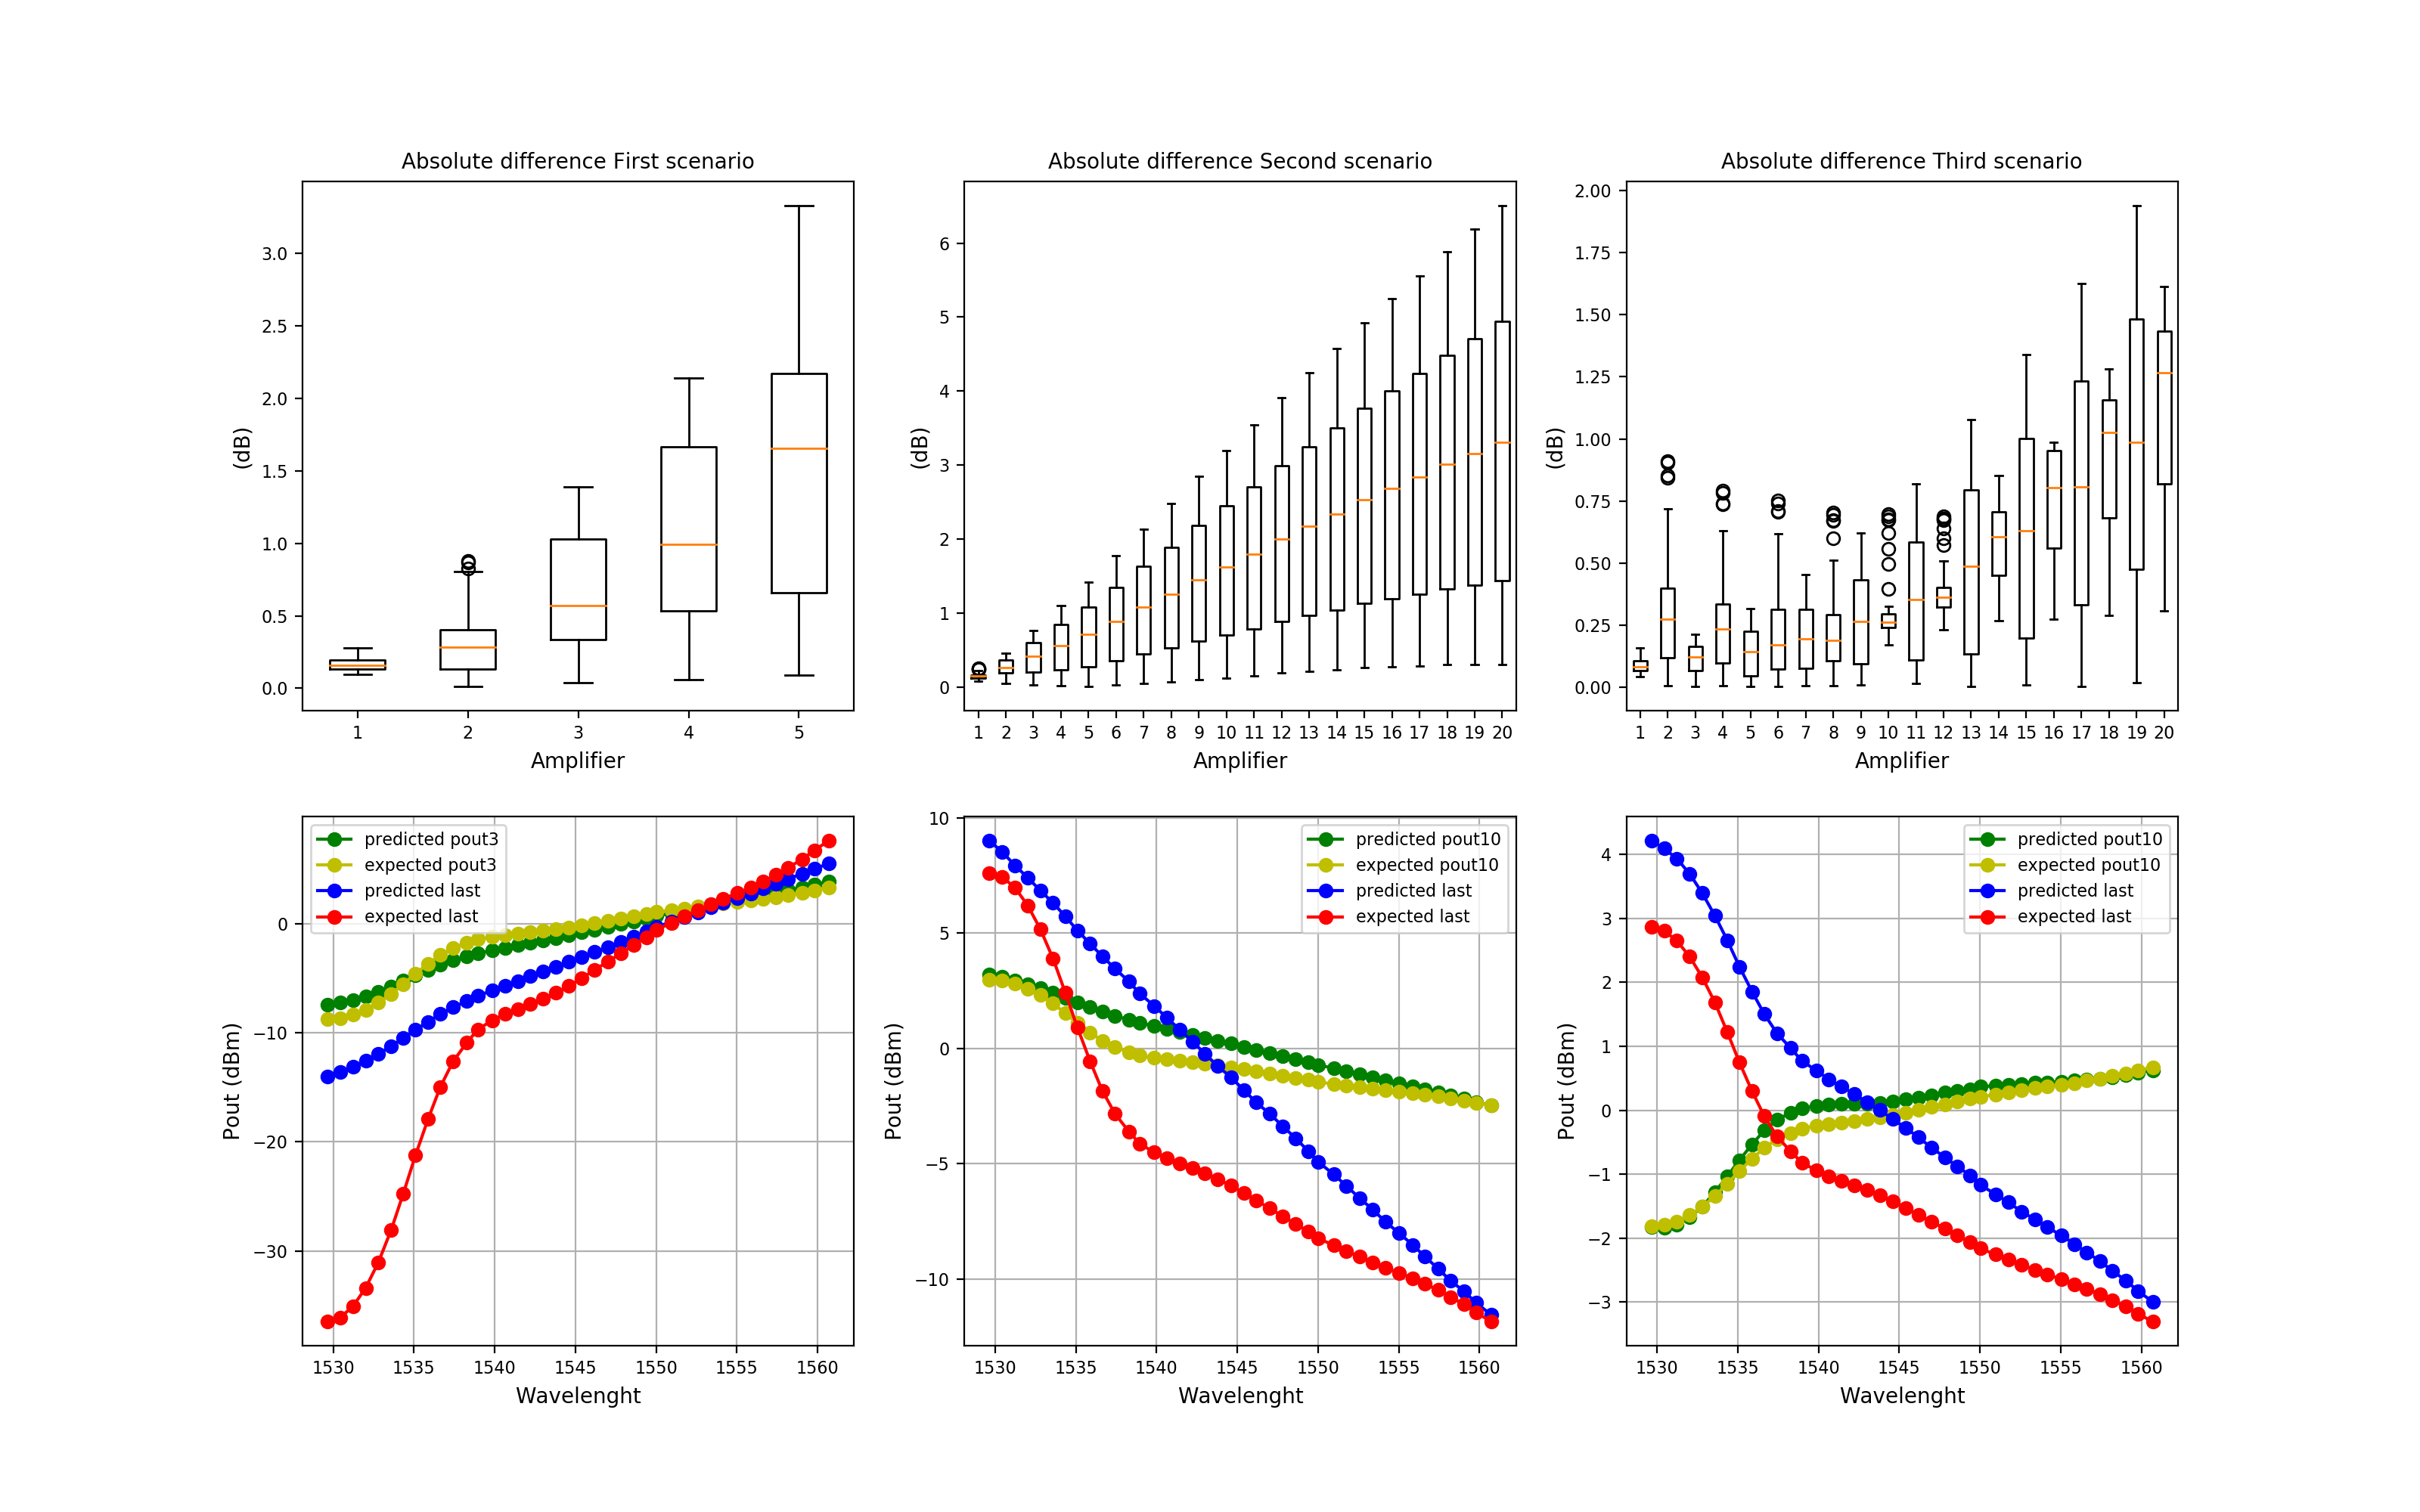 Absolute difference First scenario
3.0
2.5
2.0
1.5
1.0
0.5
0.0
(dB)
1 2 3 4 5
Amplifier
Absolute difference Second scenario
6
5
4
3
2
1
0
(dB)
1 2 3 4 5 6 7 8 9 10 11 12 13 14 15 16 17 18 19 20
Amplifier
Absolute difference Third scenario
2.00
1.75
1.50
1.25
1.00
0.75
0.50
0.25
0.00
(dB)
1 2 3 4 5 6 7 8 9 10 11 12 13 14 15 16 17 18 19 20
Amplifier
predicted pout3
expected pout3
predicted last
expected last
0
−10
−20
−30
Pout (dBm)
1530 1535 1540 1545 1550 1555 1560
Wavelenght
predicted pout10
expected pout10
predicted last
expected last
10
5
0
−5
−10
Pout (dBm)
1530 1535 1540 1545 1550 1555 1560
Wavelenght
predicted pout10
expected pout10
predicted last
expected last
4
3
2
1
0
−1
−2
−3
Pout (dBm)
1530 1535 1540 1545 1550 1555 1560
Wavelenght